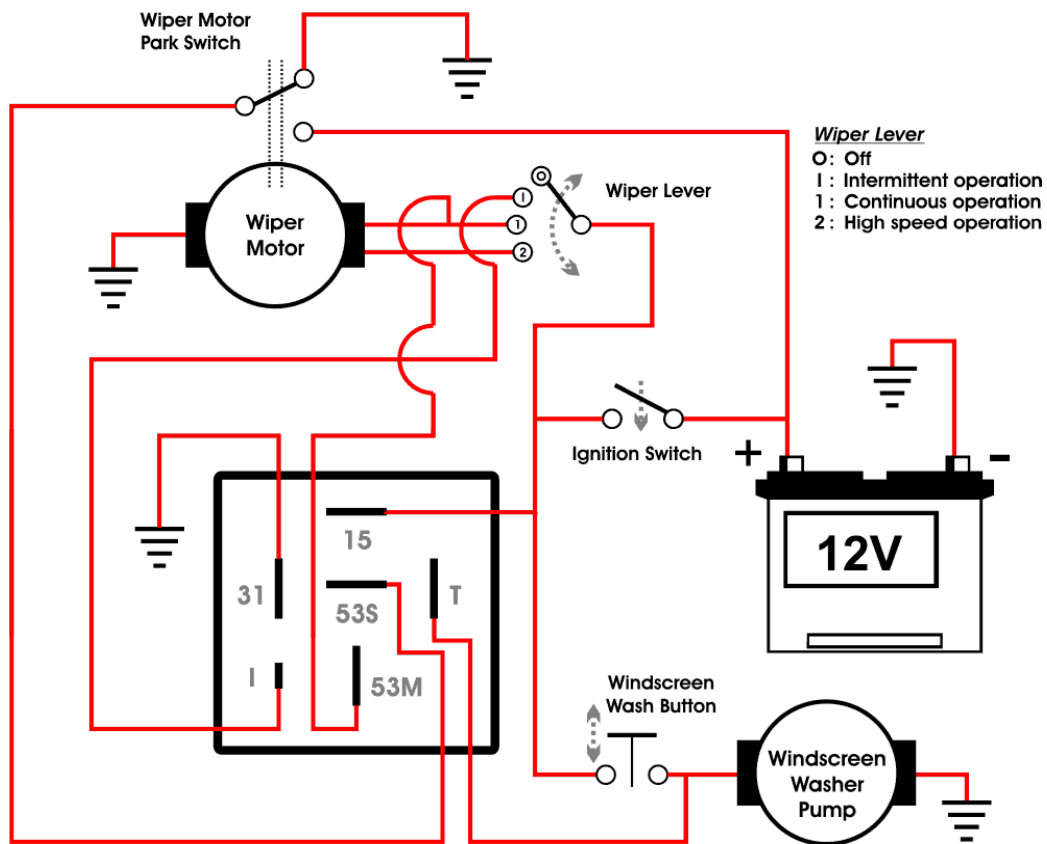 Wiper Motor
Park Switch
Wiper Lever
O: Off
I : Intermittent operation
1 : Continuous operation
2 : High speed operation
Wiper
Motor
I
1
2
O
Wiper Lever
Ignition Switch
+
-
12V
15
31
53S
T
I
53M
Windscreen
Wash Button
Windscreen
Washer
Pump